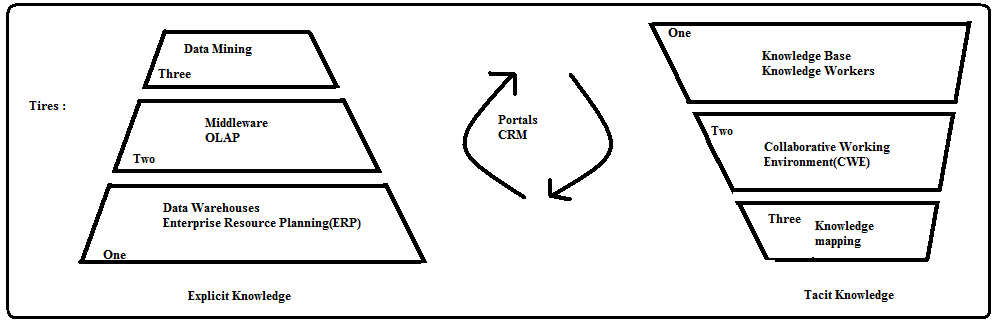 Data Mining
Three
Tires :
Middleware
OLAP
Two
Data Warehouses
Enterprise Resource Planning(ERP)
One
Explicit Knowledge
Portals
CRM
One
Knowledge Base
Knowledge Workers
Two
Collaborative Working
Environment(CWE)
Three
Knowledge
mapping
Tacit Knowledge